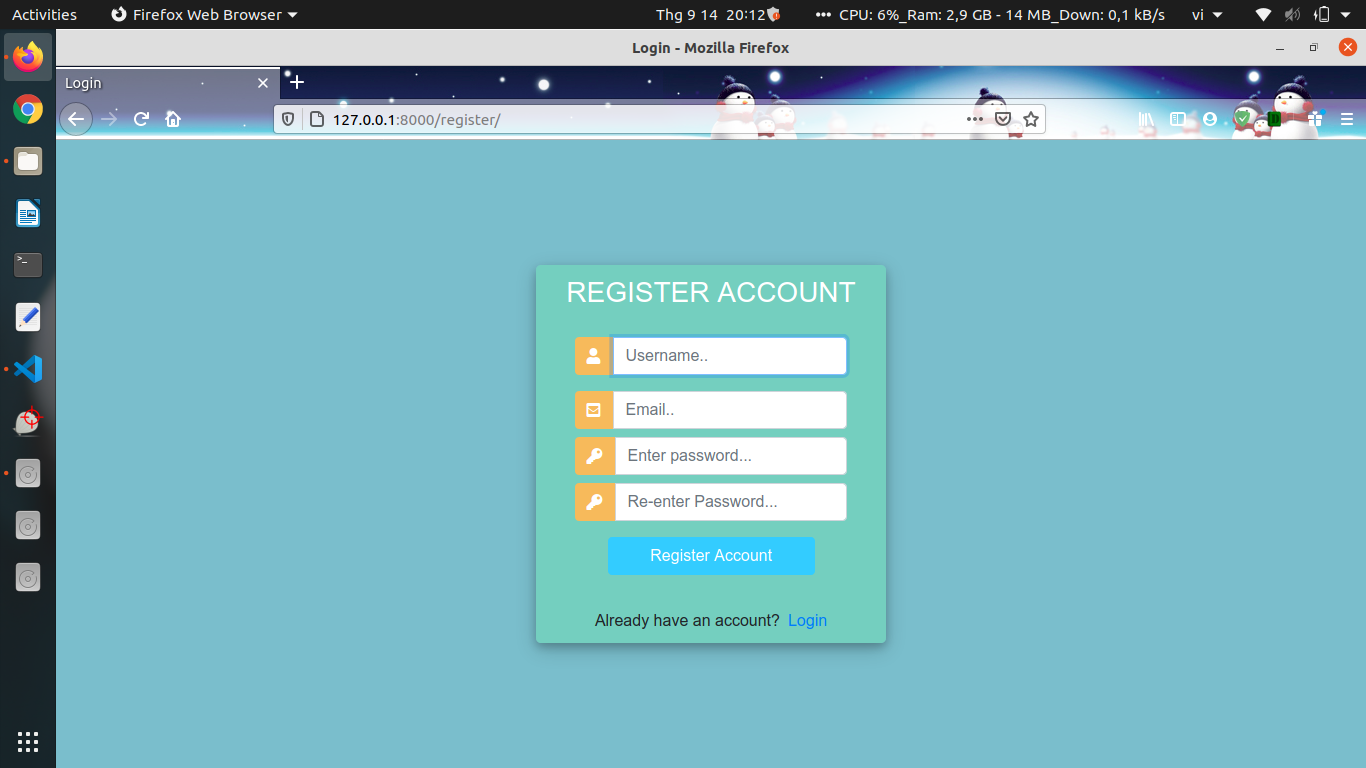 Activities
Firefox Web Browser
Thg 9 14 20:12
CPU: 6%_Ram: 2,9 GB - 14 MB_Down: 0,1 kB/s
vi
Login - Mozilla Firefox
Login
127.0.0.1:8000/register/
REGISTER ACCOUNT
Username..
Email..
Enter password...
Re-enter Password...
Register Account
Already have an account? Login